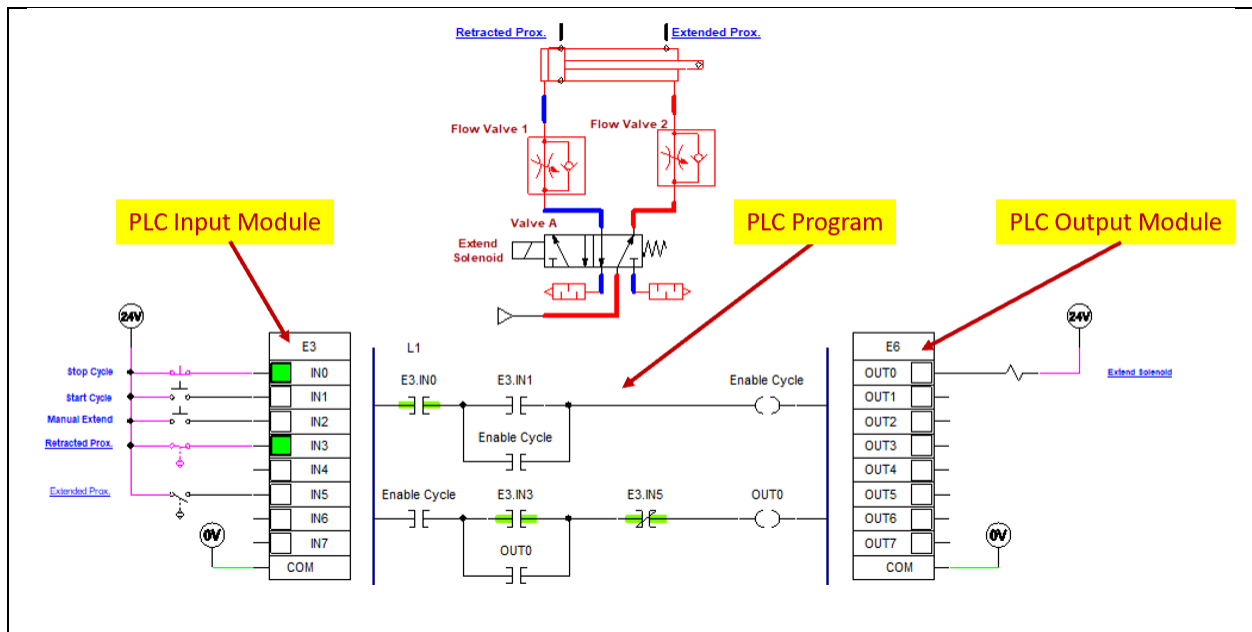 Retracted Prox.
Extended Prox.
Flow Valve 1
Flow Valve 2
PLC Input Module
Valve A
Extend
Solenoid
PLC Program
PLC Output Module
24V
24V
E3
L1
E6
Stop Cycle
IN0
E3.IN0
E3.IN1
Enable Cycle
OUT0
Extend Solenoid
Start Cycle
IN1
OUT1
Manual Extend
IN2
OUT2
Retracted Prox.
IN3
Enable Cycle
OUT3
IN4
OUT4
Extended Prox.
IN5
Enable Cycle
E3.IN3
E3.IN5
OUT0
OUT5
IN6
OUT6
0V
IN7
OUT0
OUT7
0V
COM
COM